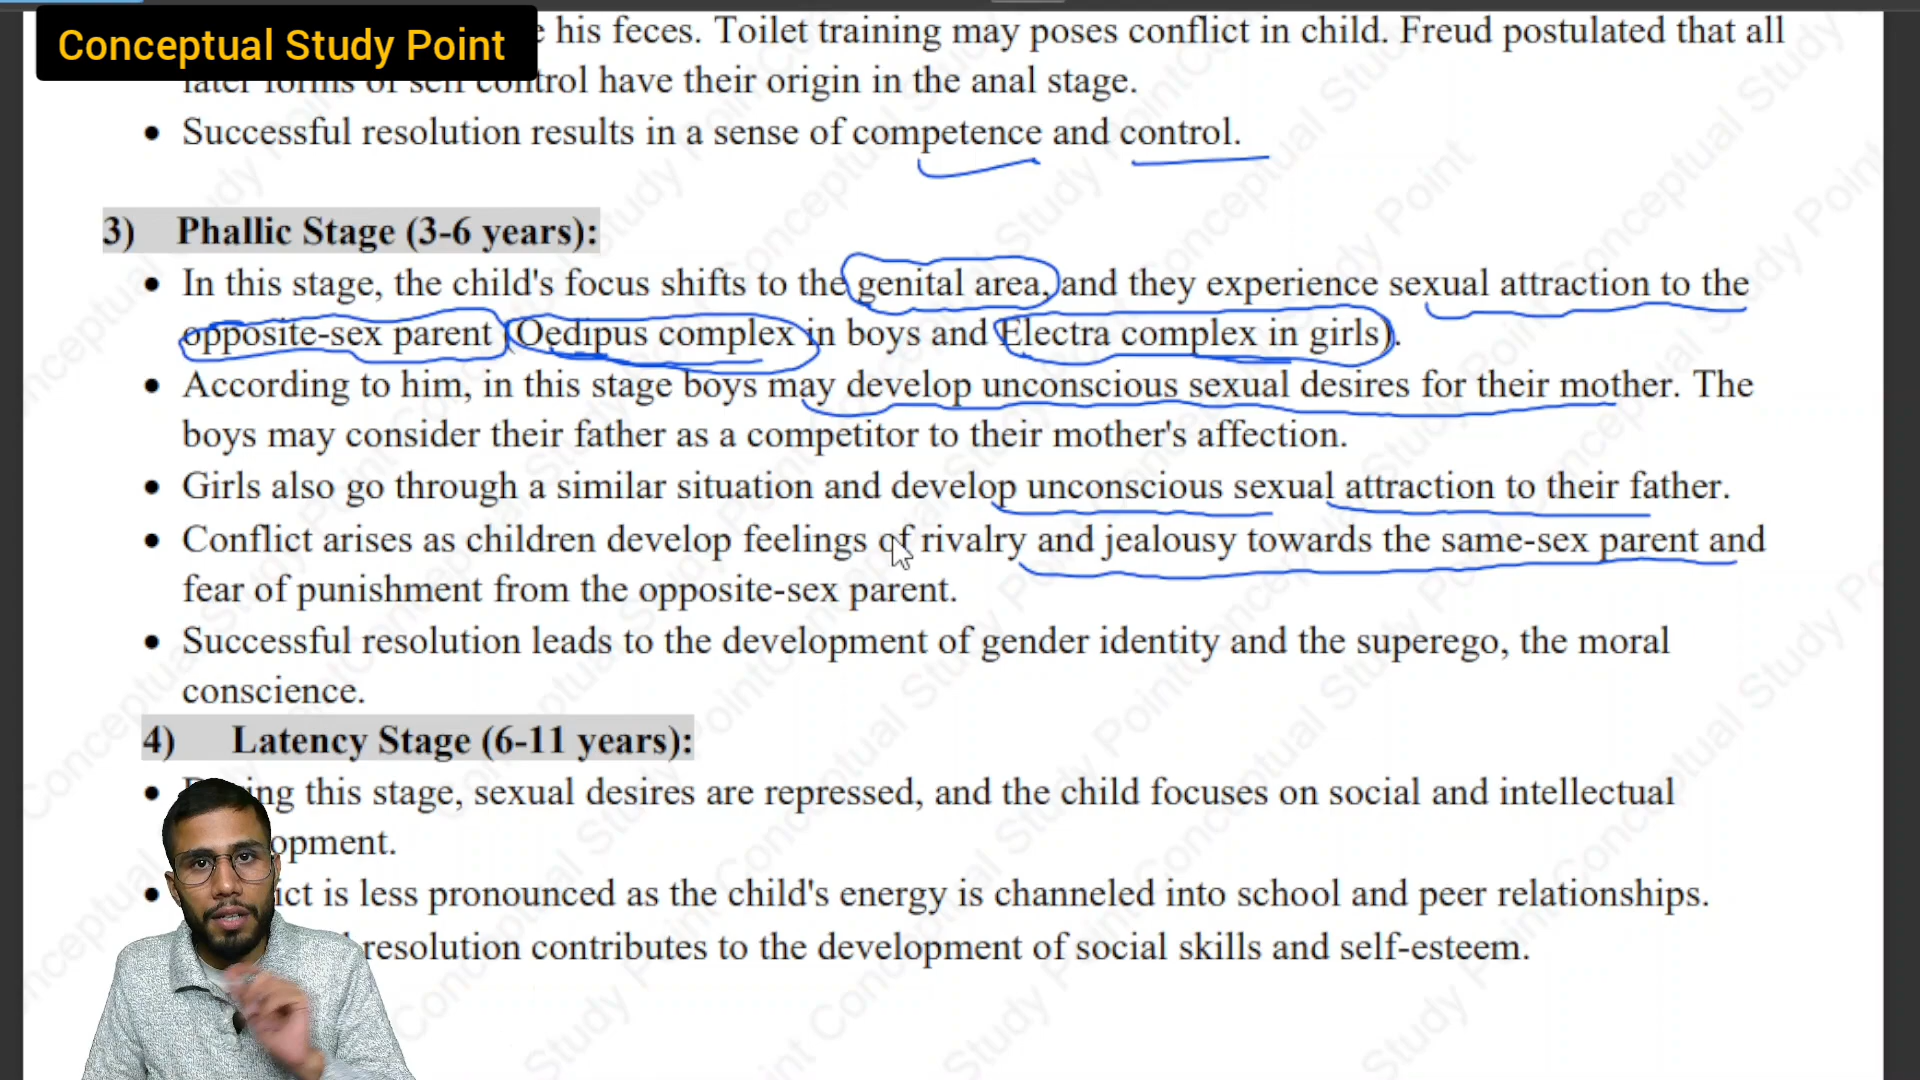 Conceptual Study Point
his feces. Toilet training may poses conflict in child. Freud postulated that all
later forms of self control have their origin in the anal stage.
• Successful resolution results in a sense of competence and control.
3) Phallic Stage (3-6 years):
• In this stage, the child's focus shifts to the genital area, and they experience sexual attraction to the
opposite-sex parent (Oedipus complex in boys and Electra complex in girls).
• According to him, in this stage boys may develop unconscious sexual desires for their mother. The
boys may consider their father as a competitor to their mother's affection.
• Girls also go through a similar situation and develop unconscious sexual attraction to their father.
• Conflict arises as children develop feelings of rivalry and jealousy towards the same-sex parent and
fear of punishment from the opposite-sex parent.
• Successful resolution leads to the development of gender identity and the superego, the moral
conscience.
4) Latency Stage (6-11 years):
• this stage, sexual desires are repressed, and the child focuses on social and intellectual
• is less pronounced as the child's energy is channeled into school and peer relationships.
resolution contributes to the development of social skills and self-esteem.